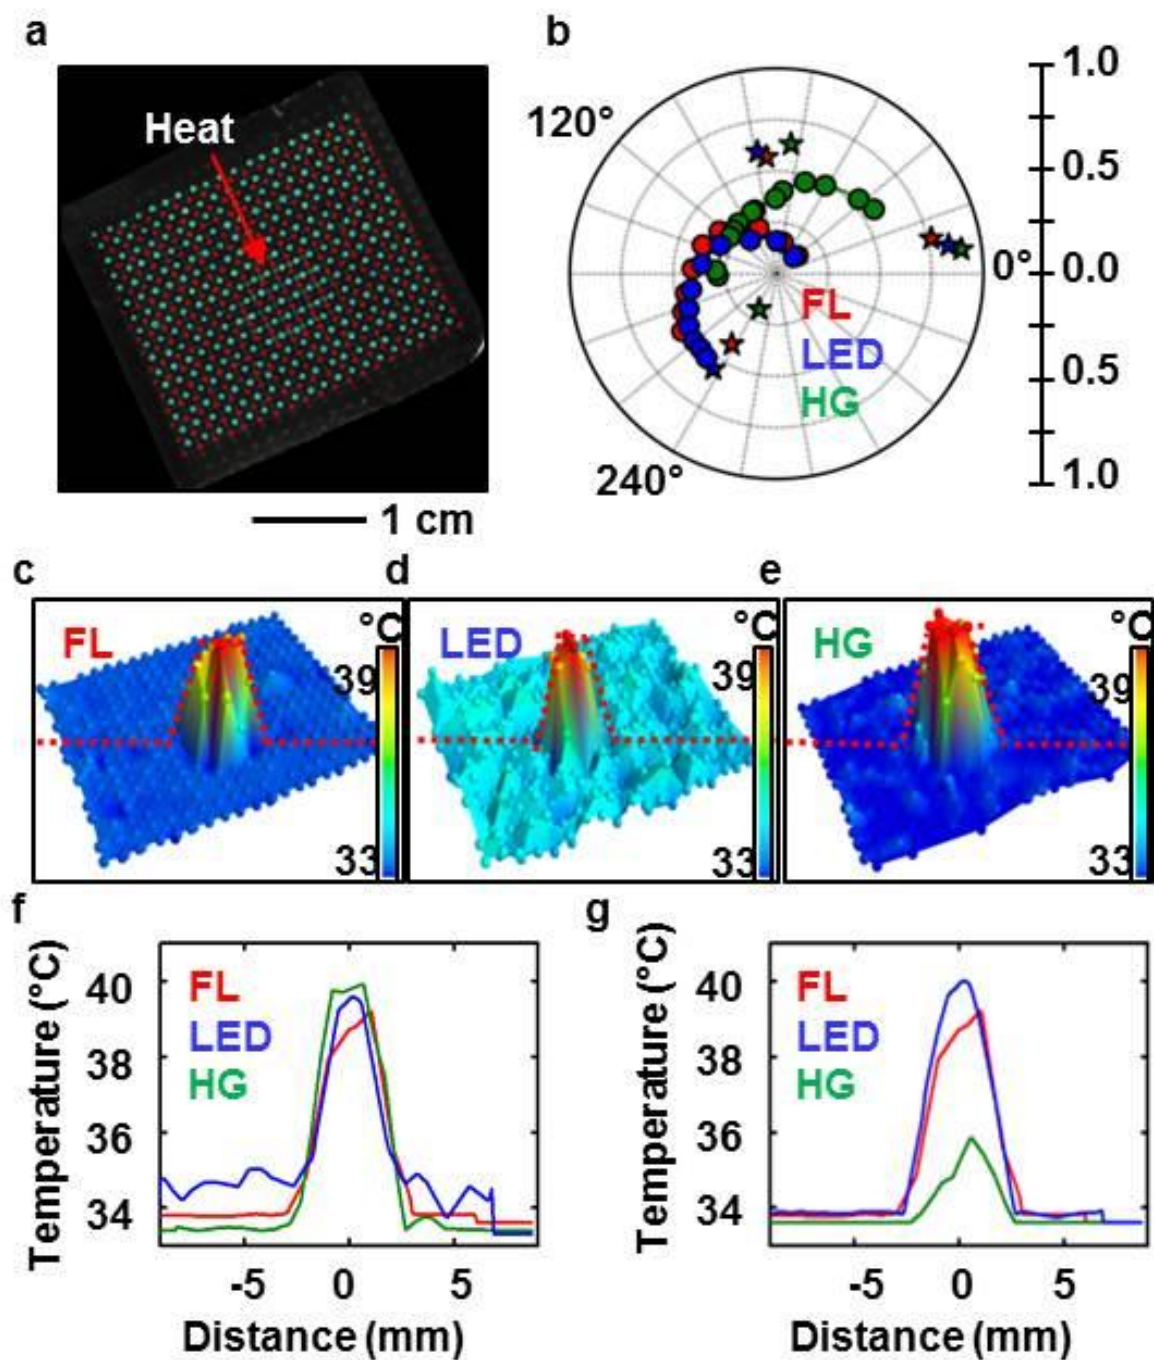 a
Heat
1 cm
b
120°
0°
240°
1.0
0.5
0.0
0.5
1.0
FL
LED
HG
c
FL
°C
39
33
d
LED
°C
39
33
e
HG
°C
39
33
f
Temperature (°C)
40
38
36
34
FL
LED
HG
-5 0 5
Distance (mm)
g
Temperature (°C)
40
38
36
34
FL
LED
HG
-5 0 5
Distance (mm)